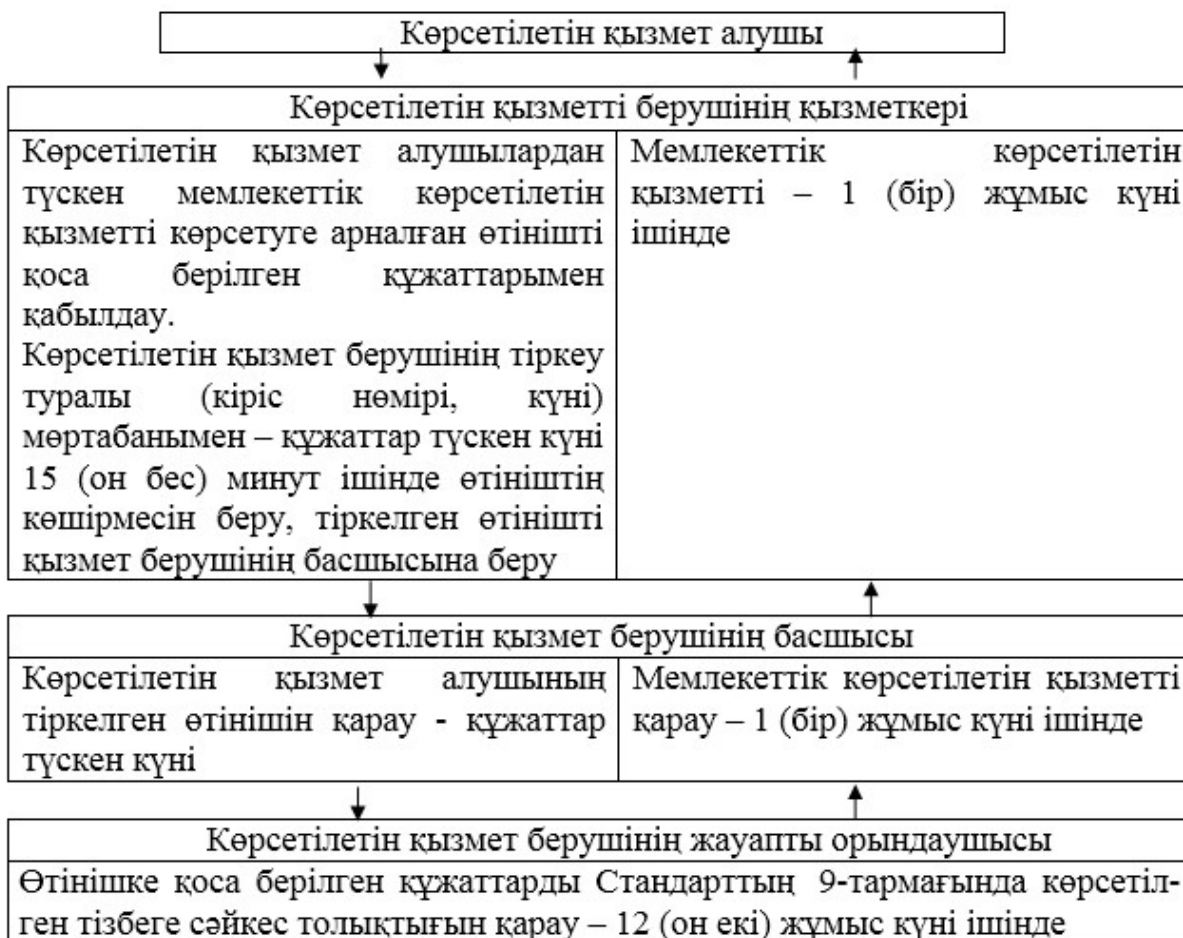 Көрсетілетін қызмет алушы
Көрсетілетін қызметті берушінің қызметкері
Көрсетілетін қызмет алушылардан
түскен мемлекеттік көрсетілетін
қызметті көрсетуге арналған өтінішті
қоса берілген құжаттарымен
қабылдау.
Көрсетілетін қызмет берушінің тіркеу
туралы (кіріс нөмірі, күні)
мөртабанымен – құжаттар түскен күні
15 (он бес) минут ішінде өтініштің
көшірмесін беру, тіркелген өтінішті
қызмет берушінің басшысына беру
Мемлекеттік көрсетілетін
қызметті – 1 (бір) жұмыс күні
ішінде
Көрсетілетін қызмет берушінің басшысы
Көрсетілетін қызмет алушының
тіркелген өтінішін қарау - құжаттар
түскен күні
Мемлекеттік көрсетілетін қызметті
қарау – 1 (бір) жұмыс күні ішінде
Көрсетілетін қызмет берушінің жауапты орындаушысы
Өтінішке қоса берілген құжаттарды Стандарттың 9-тармағында көрсетіл-
ген тізбеге сәйкес толықтығын қарау – 12 (он екі) жұмыс күні ішінде